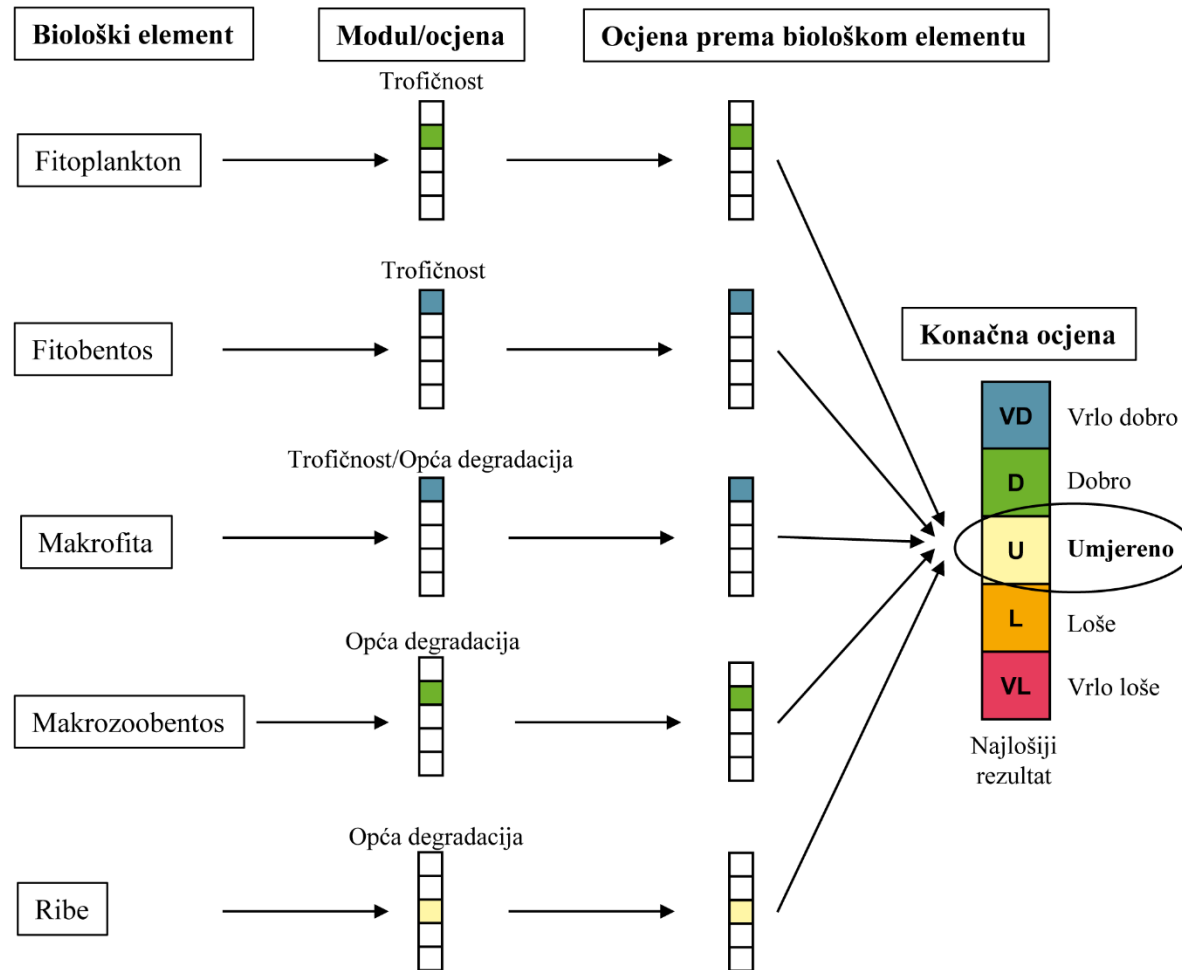 Biološki element
Modul/ocjena
Ocjena prema biološkom elementu
Trofičnost
Fitoplankton
Trofičnost
Fitobentos
Konačna ocjena
VD
Vrlo dobro
D
Dobro
Trofičnost/Opća degradacija
Makrofita
U
Umjereno
L
Loše
Opća degradacija
Makrozoobentos
VL
Vrlo loše
Najlošiji
rezultat
Opća degradacija
Ribe